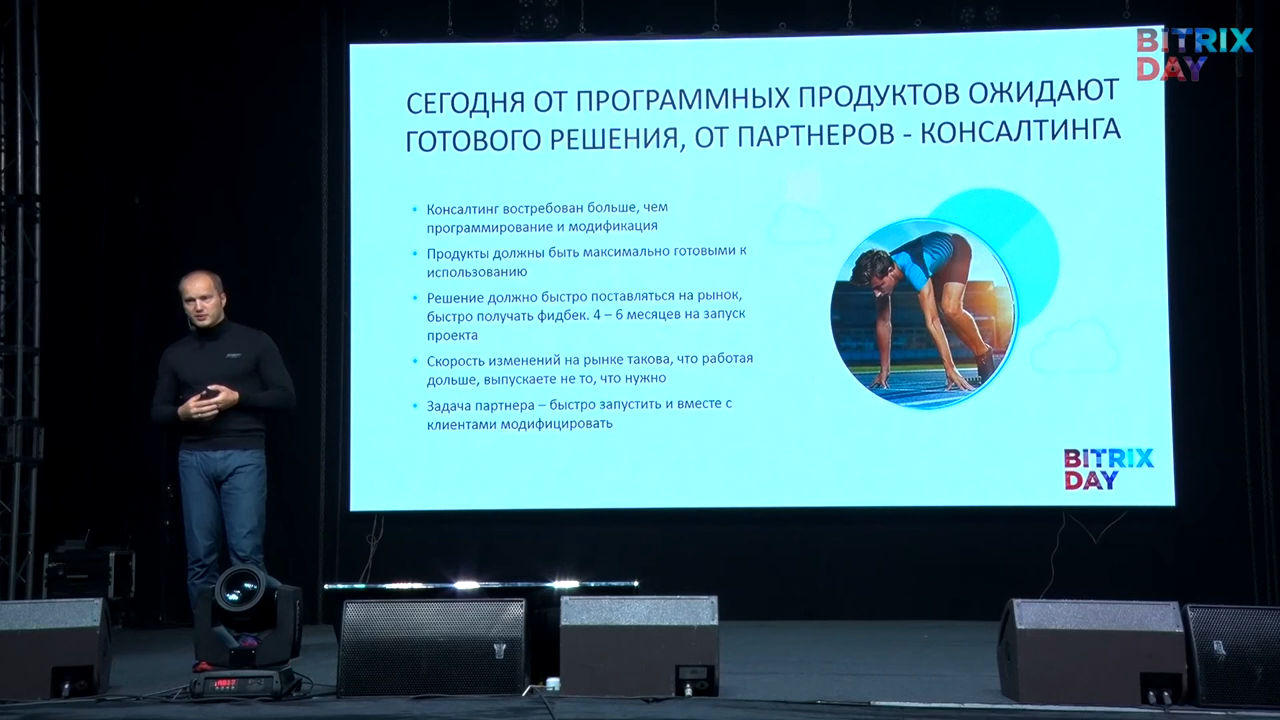 BITRIX
DAY
СЕГОДНЯ ОТ ПРОГРАММНЫХ ПРОДУКТОВ ОЖИДАЮТ
ГОТОВОГО РЕШЕНИЯ, ОТ ПАРТНЕРОВ - КОНСАЛТИНГА
• Консалтинг востребован больше, чем
программирование и модификация
• Продукты должны быть максимально готовыми к
использованию
• Решение должно быстро поставляться на рынок,
быстро получать фидбек. 4 – 6 месяцев на запуск
проекта
• Скорость изменений на рынке такова, что работая
дольше, выпускаете не то, что нужно
• Задача партнера – быстро запустить и вместе с
клиентами модифицировать
BITRIX
DAY